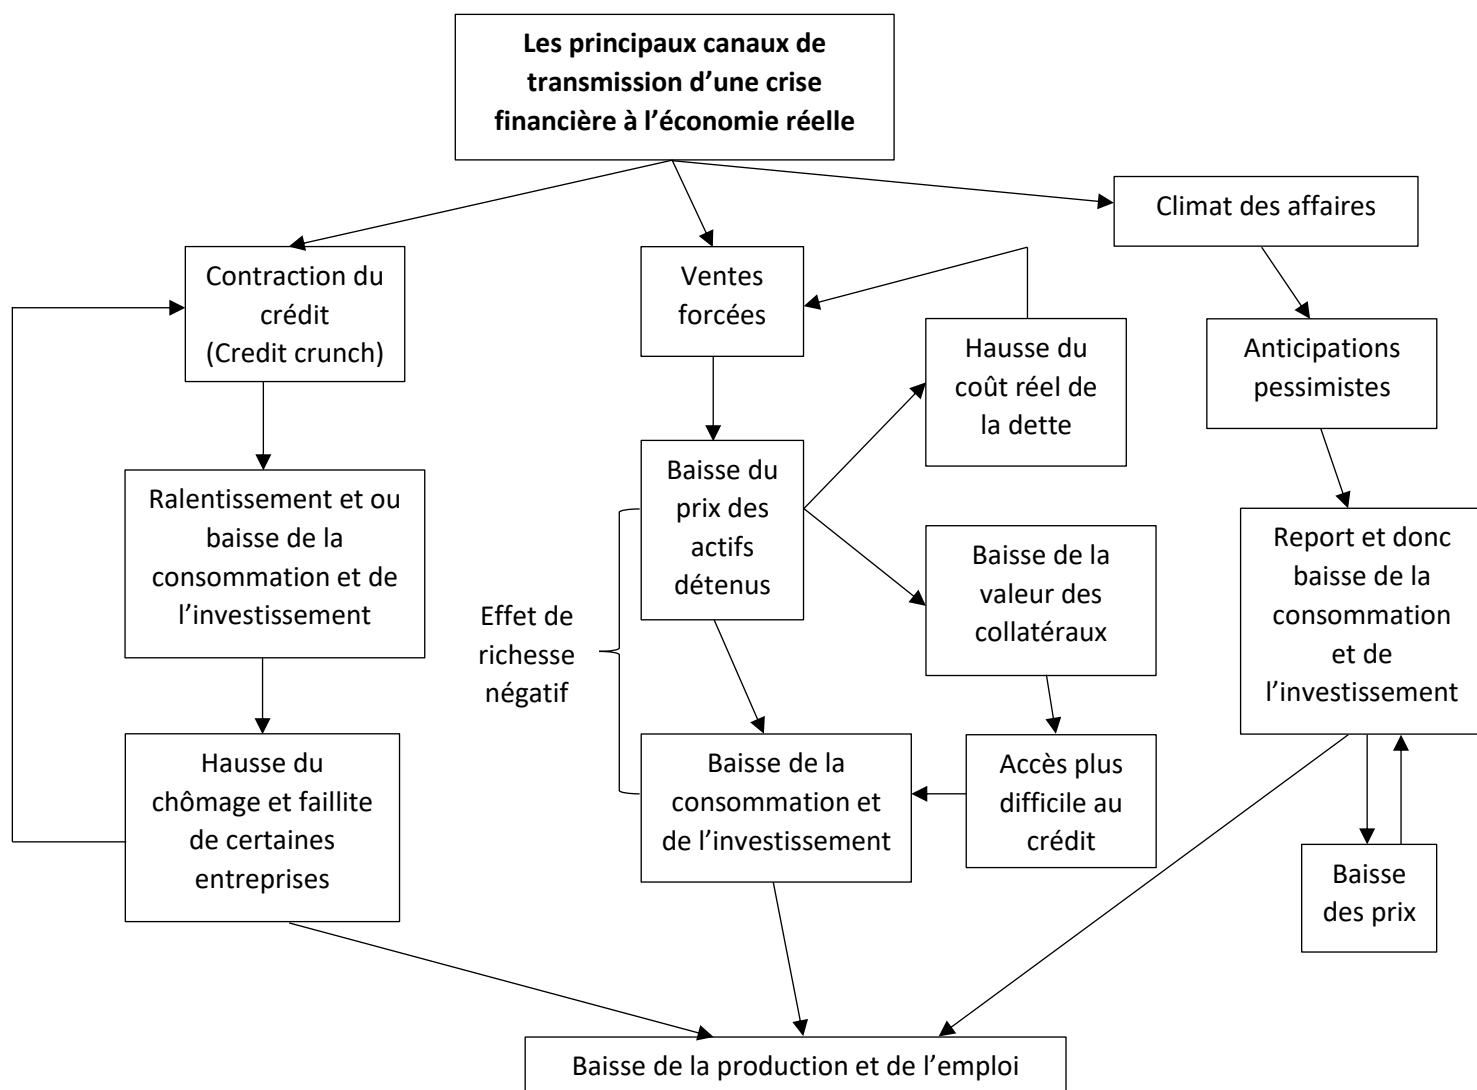 Les principaux canaux de
transmission d’une crise
financière à l’économie réelle
Climat des affaires
Contraction du
crédit
(Credit crunch)
Ventes
forcées
Hausse du
coût réel de
la dette
Anticipations
pessimistes
Ralentissement et ou
baisse de la
consommation et de
l’investissement
Baisse du
prix des
actifs
détenus
Baisse de la
valeur des
collatéraux
Report et donc
baisse de la
consommation
et de
l’investissement
Effet de
richesse
négatif
Hausse du
chômage et faillite
de certaines
entreprises
Baisse de la
consommation et
de l’investissement
Accès plus
difficile au
crédit
Baisse
des prix
Baisse de la production et de l’emploi